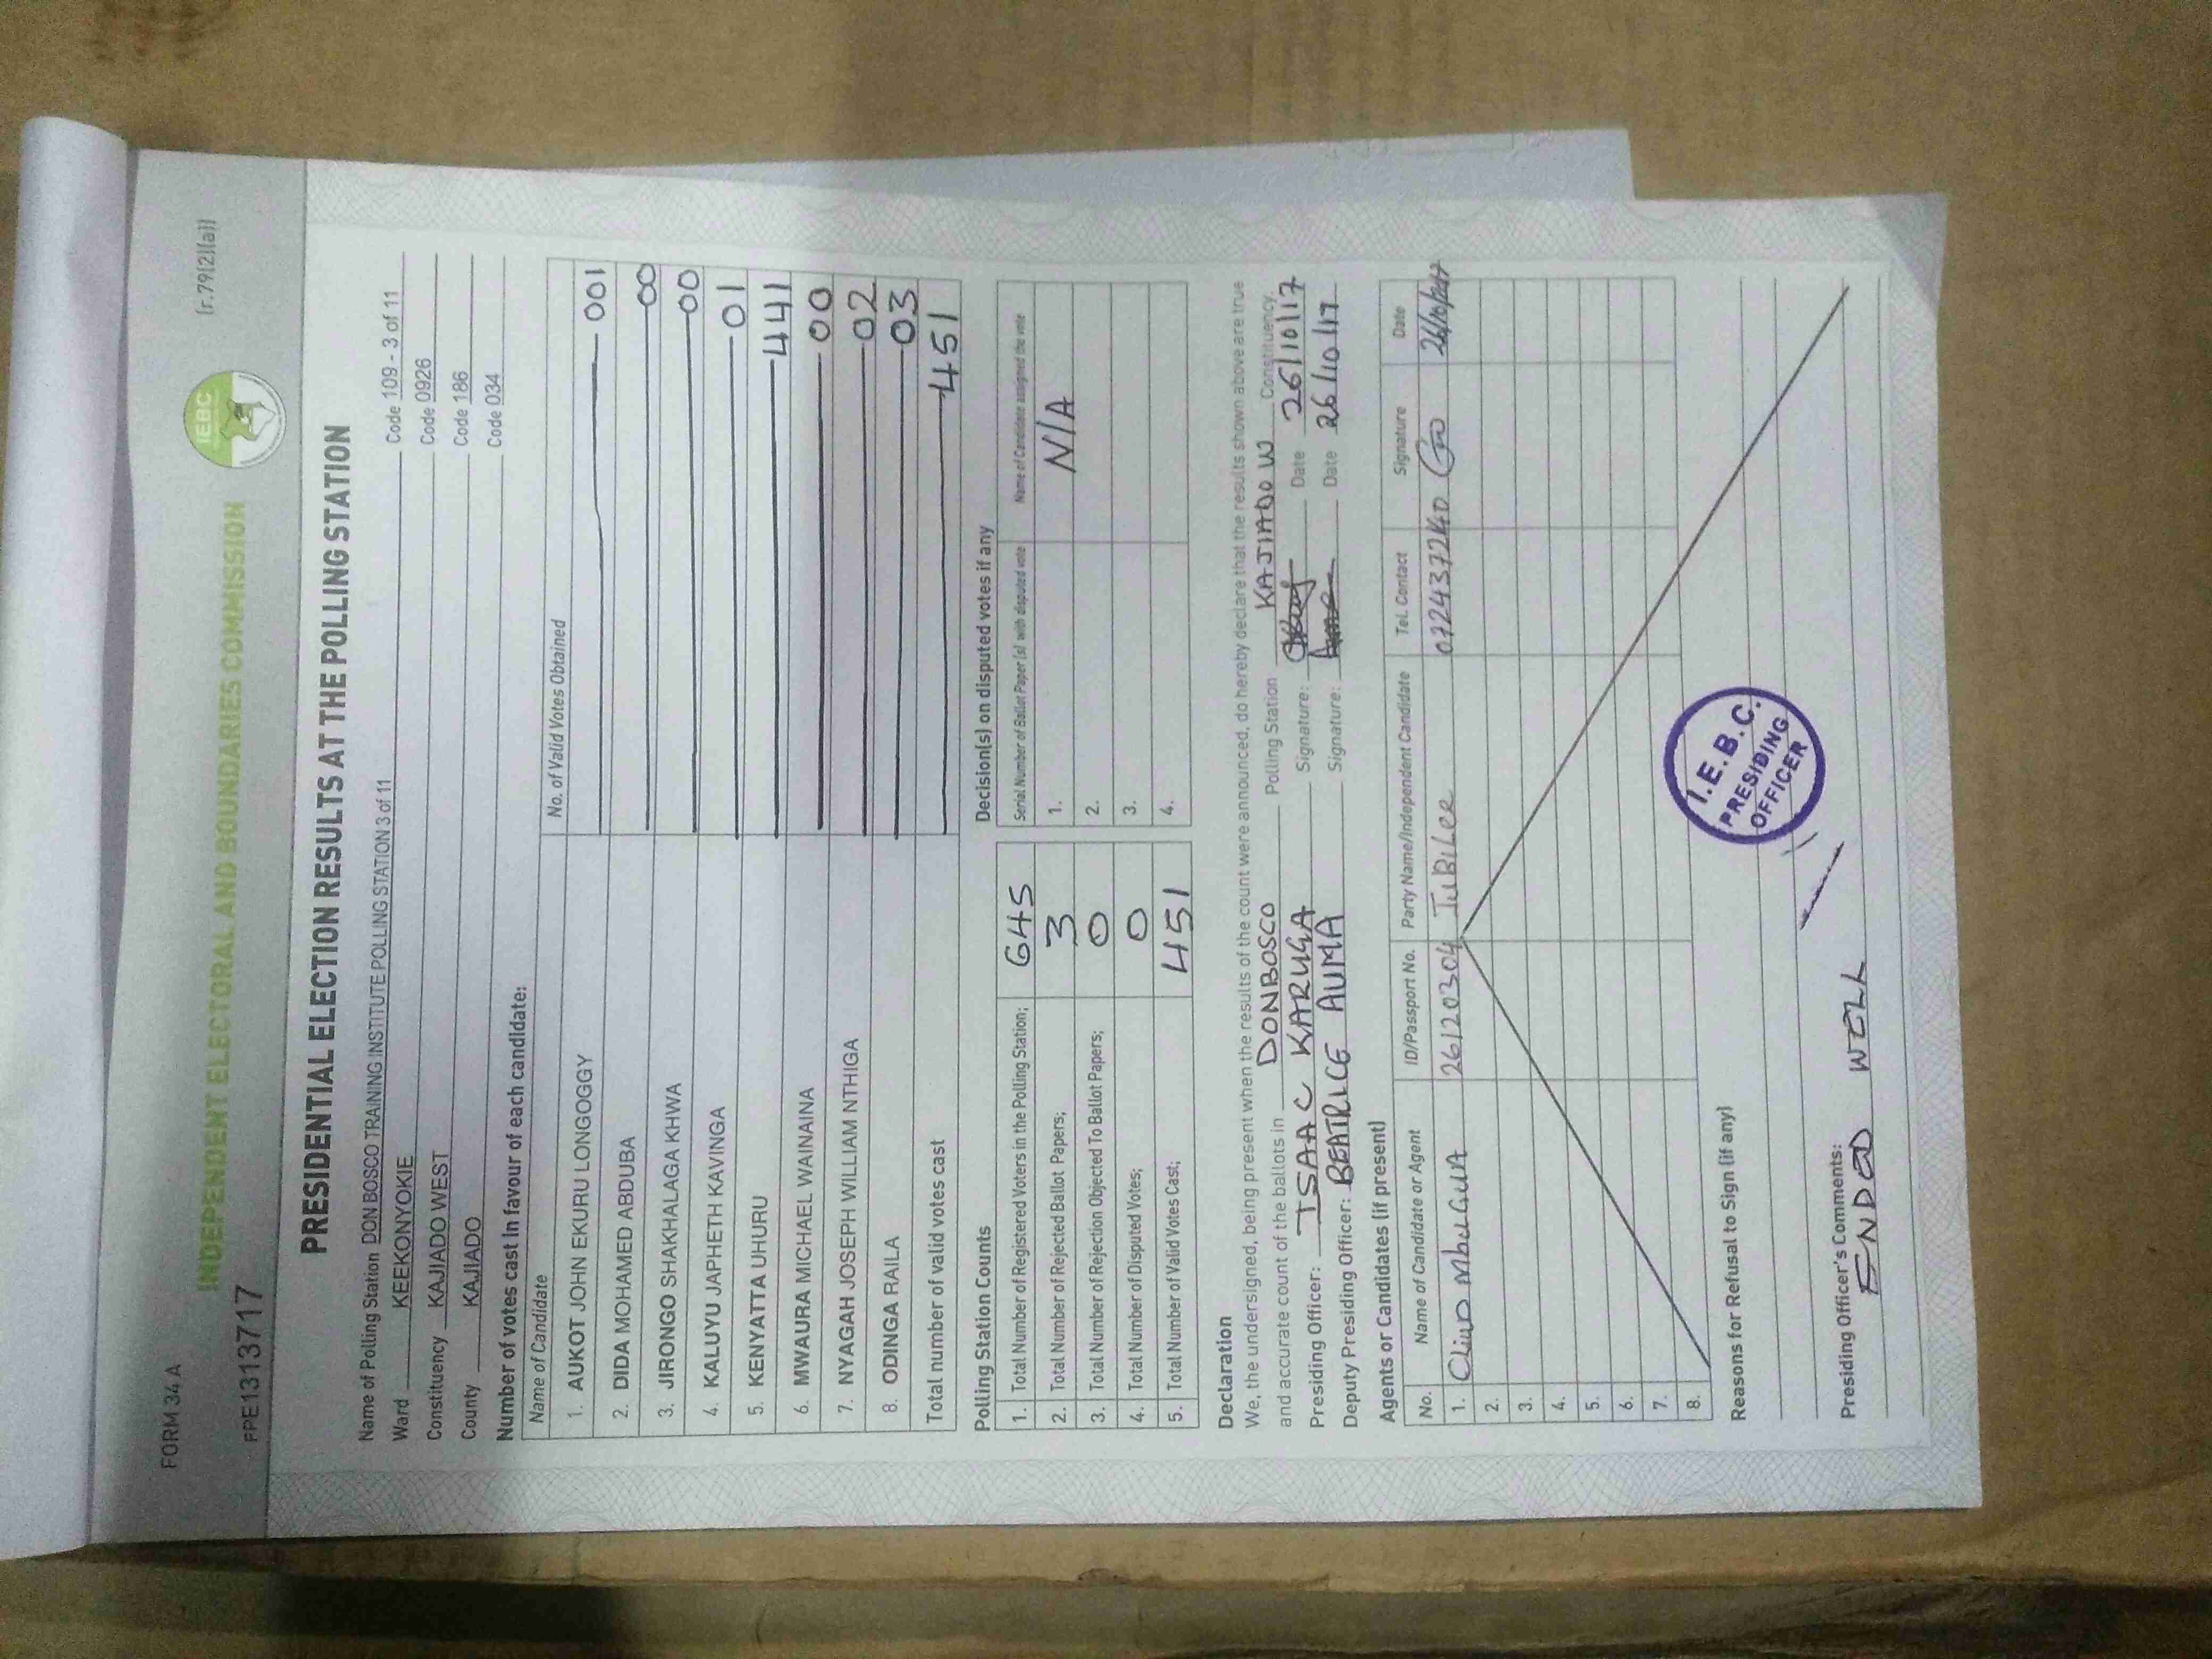 FORM 34 A
(r.79(2)(a))
INDEPENDENT ELECTORAL AND BOUNDARIES COMMISSION
IEBC
FPE1313717
PRESIDENTIAL ELECTION RESULTS AT THE POLLING STATION
Name of Polling Station DON BOSCO TRAINING INSTITUTE POLLING STATION 3 of 11 Code 109 - 3 of 11
Ward KEEKONYOKIE Code 0926
Constituency KAJIADO WEST Code 186
County KAJIADO Code 034
Number of votes cast in favour of each candidate:
Name of Candidate No. of Valid Votes Obtained
1. AUKOT JOHN EKURU LONGOGGY 001
2. DIDA MOHAMED ABDUBA 00
3. JIRONGO SHAKHALAGA KHWA 00
4. KALUYU JAPHETH KAVINGA 01
5. KENYATTA UHURU 441
6. MWAURA MICHAEL WAINAINA 00
7. NYAGAH JOSEPH WILLIAM NTHIGA 02
8. ODINGA RAILA 03
Total number of valid votes cast 451
Polling Station Counts
1. Total Number of Registered Voters in the Polling Station; 645
2. Total Number of Rejected Ballot Papers; 3
3. Total Number of Rejection Objected To Ballot Papers; 0
4. Total Number of Disputed Votes; 0
5. Total Number of Valid Votes Cast; 451
Decision(s) on disputed votes if any
Serial Number of Ballot Paper (s) with disputed vote Name of Candidate assigned the vote
1. N/A
2.
3.
4.
Declaration
We, the undersigned, being present when the results of the count were announced, do hereby declare that the results shown above are true
and accurate count of the ballots in DONBOSCO Polling Station KAJIADO W Constituency.
Presiding Officer: ISAAC KARUGA Signature: Date 26/10/17
Deputy Presiding Officer: BEATRICE AUMA Signature: Date 26/10/17
Agents or Candidates (if present)
No. Name of Candidate or Agent ID/Passport No. Party Name/Independent Candidate Tel. Contact Signature Date
1. MbuGuA 26120304 JuBiLee 0724372240 26/10/2017
2.
3.
4.
5.
6.
7.
8.
Reasons for Refusal to Sign (if any)
I.E.B.C.
PRESIDING
OFFICER
Presiding Officer's Comments:
ENDED WELL